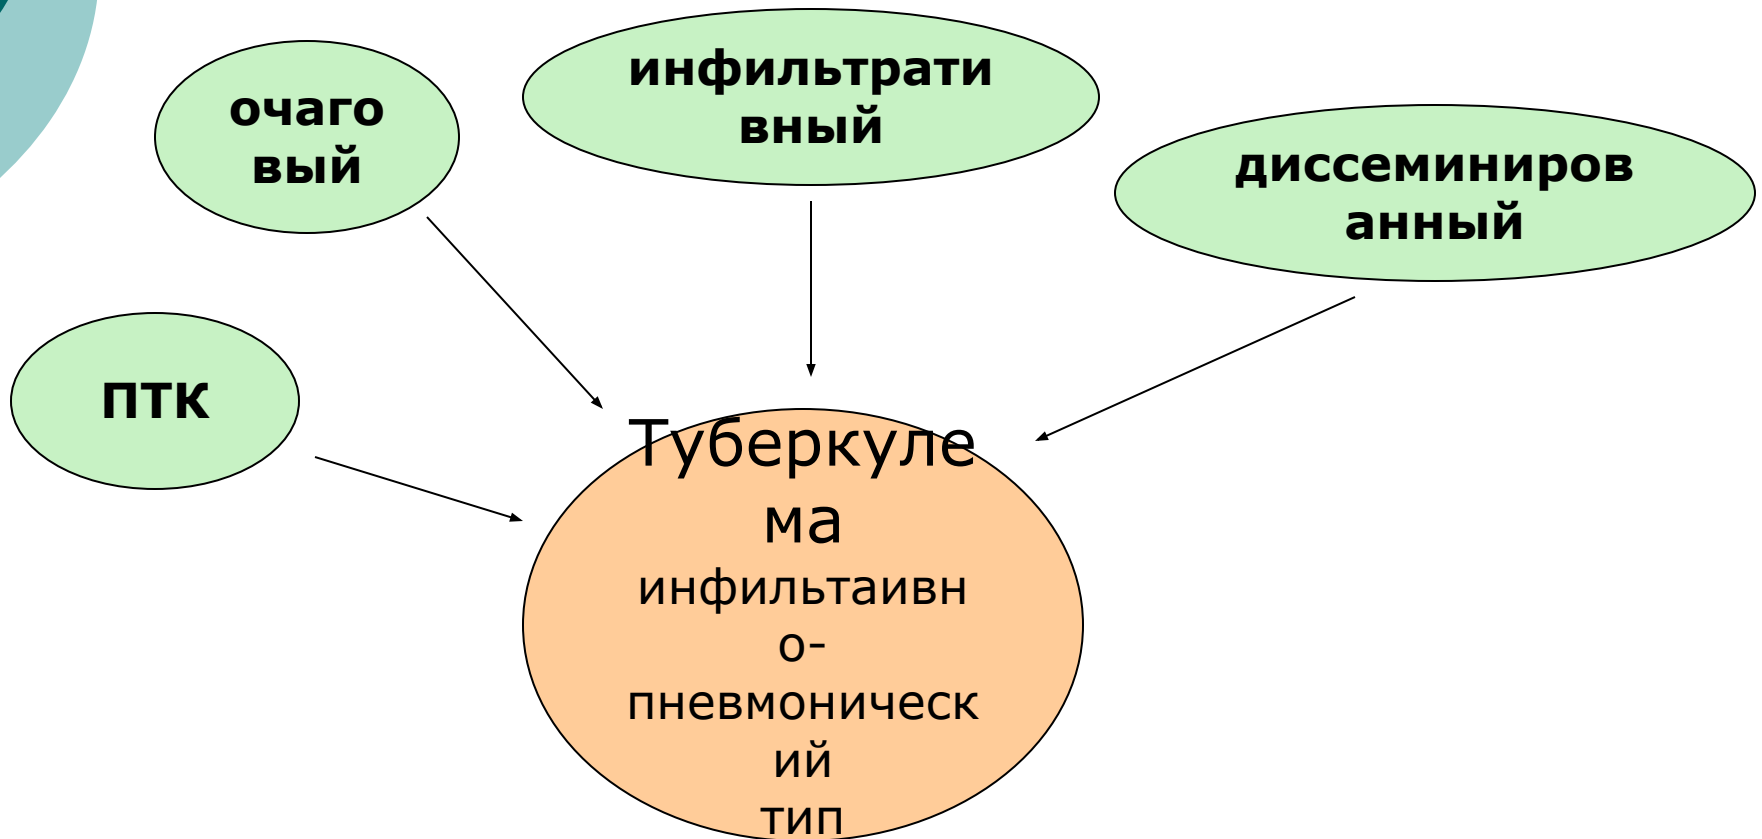 очаго
вый
инфильтрати
вный
диссеминиров
анный
ПТК
Туберкуле
ма
инфильтаивн
о-
пневмоническ
ий
тип